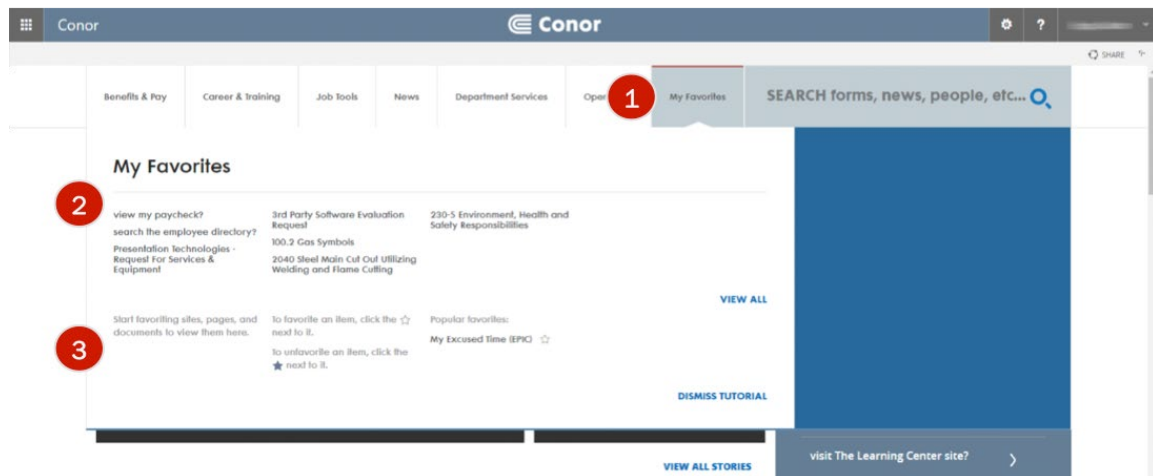 Conor
Conor
?
SHARE
Benefits & Pay
Career & Training
Job Tools
News
Department Services
Oper
1
My Favorites
SEARCH forms, news, people, etc...
My Favorites
2
view my paycheck?
search the employee directory?
Presentation Technologies -
Request For Services &
Equipment
3rd Party Software Evaluation
Request
100.2 Gas Symbols
2040 Steel Main Cut Out Utilizing
Welding and Flame Cutting
230-5 Environment, Health and
Safety Responsibilities
VIEW ALL
3
Start favoriting sites, pages, and
documents to view them here.
To favorite an item, click the ☆
next to it.
To unfavorite an item, click the
★ next to it.
Popular favorites:
My Excused Time (EPIC) ☆
DISMISS TUTORIAL
VIEW ALL STORIES
visit The Learning Center site?